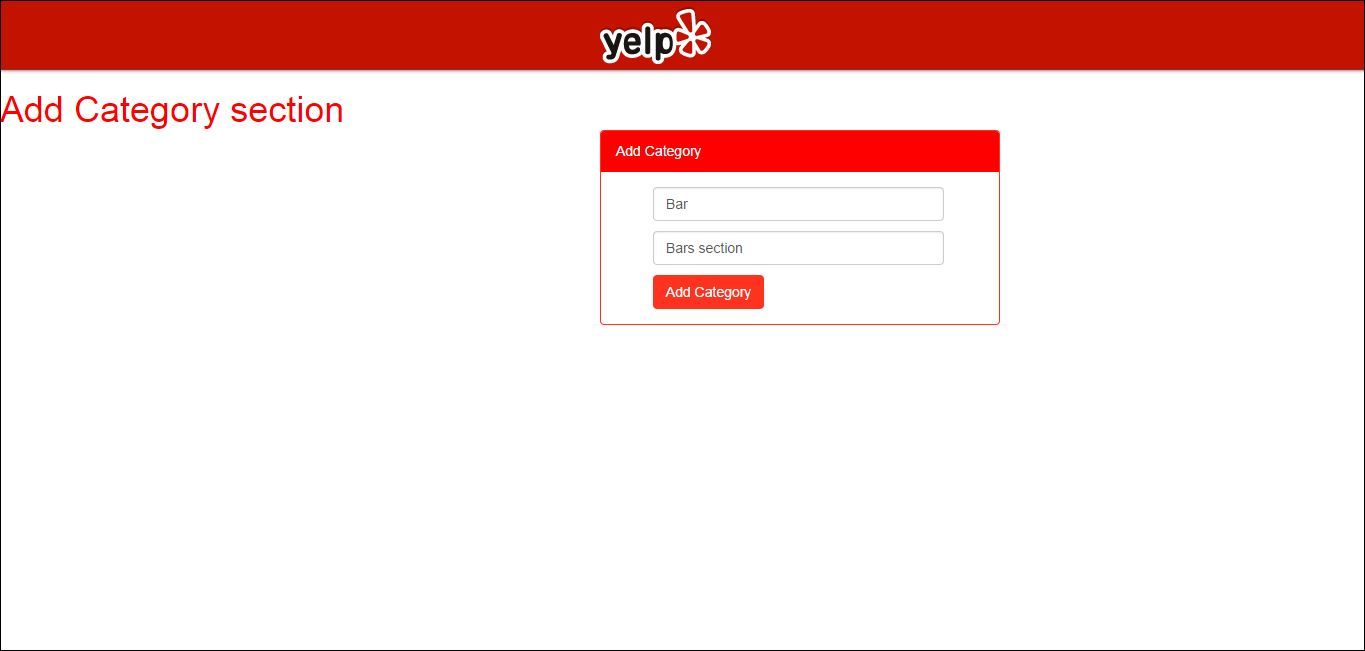 yelp
Add Category section
Add Category
Bar
Bars section
Add Category